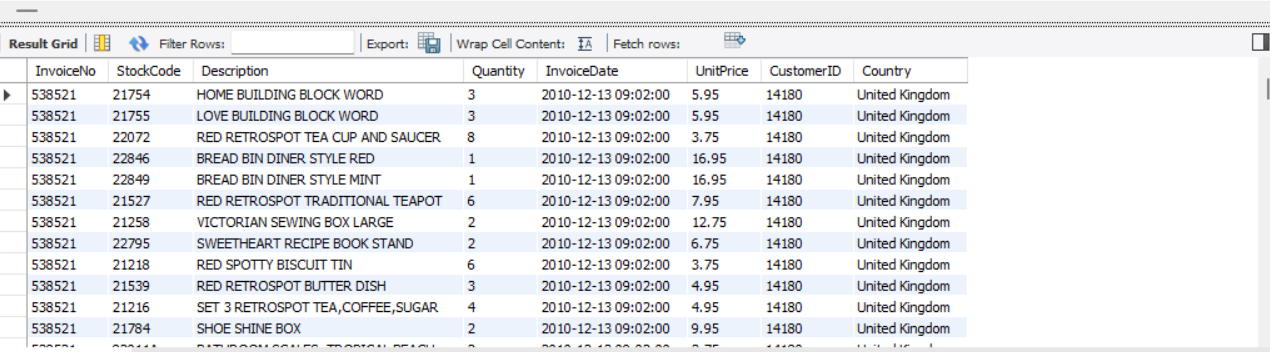 Result Grid Filter Rows: Export: Wrap Cell Content: Fetch rows:
InvoiceNo StockCode Description Quantity InvoiceDate UnitPrice CustomerID Country
538521 21754 HOME BUILDING BLOCK WORD 3 2010-12-13 09:02:00 5.95 14180 United Kingdom
538521 21755 LOVE BUILDING BLOCK WORD 3 2010-12-13 09:02:00 5.95 14180 United Kingdom
538521 22072 RED RETROSPOT TEA CUP AND SAUCER 8 2010-12-13 09:02:00 3.75 14180 United Kingdom
538521 22846 BREAD BIN DINER STYLE RED 1 2010-12-13 09:02:00 16.95 14180 United Kingdom
538521 22849 BREAD BIN DINER STYLE MINT 1 2010-12-13 09:02:00 16.95 14180 United Kingdom
538521 21527 RED RETROSPOT TRADITIONAL TEAPOT 6 2010-12-13 09:02:00 7.95 14180 United Kingdom
538521 21258 VICTORIAN SEWING BOX LARGE 2 2010-12-13 09:02:00 12.75 14180 United Kingdom
538521 22795 SWEETHEART RECIPE BOOK STAND 2 2010-12-13 09:02:00 6.75 14180 United Kingdom
538521 21218 RED SPOTTY BISCUIT TIN 6 2010-12-13 09:02:00 3.75 14180 United Kingdom
538521 21539 RED RETROSPOT BUTTER DISH 3 2010-12-13 09:02:00 4.95 14180 United Kingdom
538521 21216 SET 3 RETROSPOT TEA,COFFEE,SUGAR 4 2010-12-13 09:02:00 4.95 14180 United Kingdom
538521 21784 SHOE SHINE BOX 2 2010-12-13 09:02:00 9.95 14180 United Kingdom